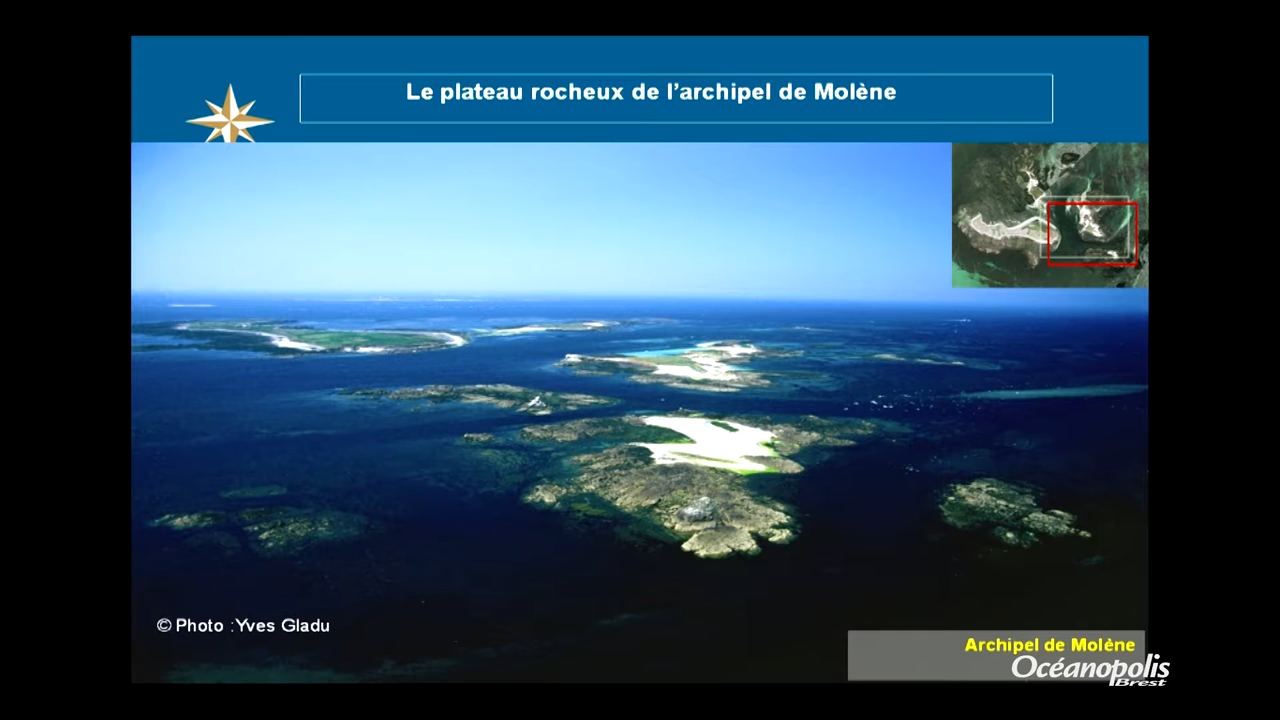 Le plateau rocheux de l'archipel de Molène
© Photo :Yves Gladu
Archipel de Molène
Océanopolis
Brest